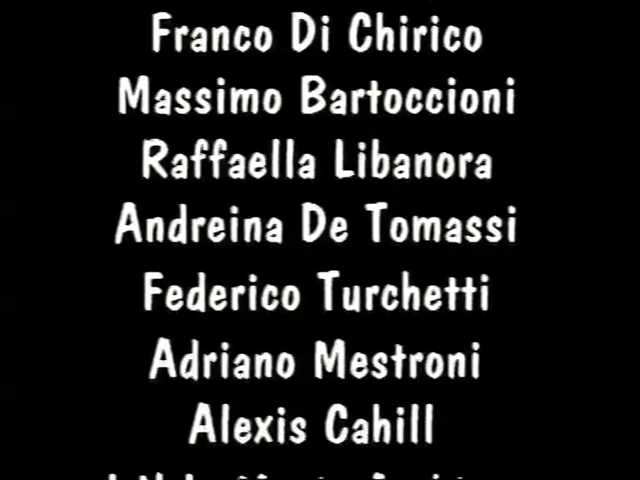 Franco Di Chirico
Massimo Bartoccioni
Raffaella Libanora
Andreina De Tomassi
Federico Turchetti
Adriano Mestroni
Alexis Cahill